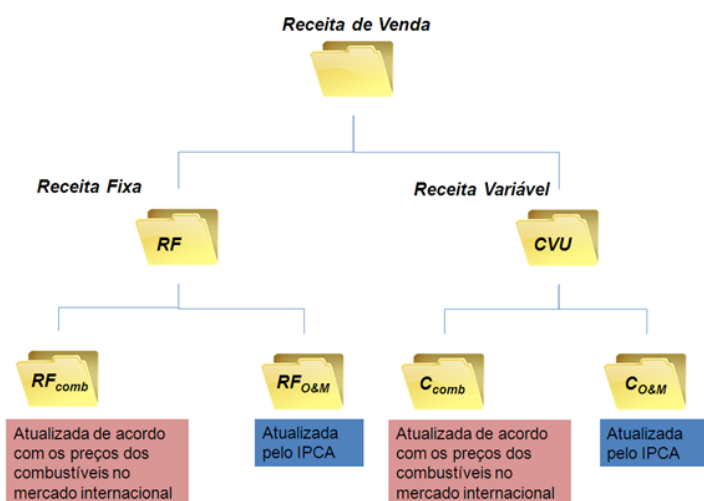 Receita de Venda
Receita Fixa
Receita Variável
RF
CVU
RFcomb
RFO&M
Ccomb
CO&M
Atualizada de acordo
com os preços dos
combustíveis no
mercado internacional
Atualizada
pelo IPCA
Atualizada de acordo
com os preços dos
combustíveis no
mercado internacional
Atualizada
pelo IPCA